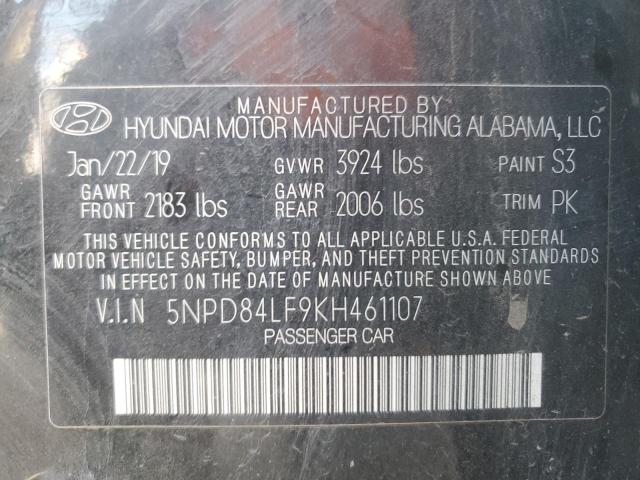 MANUFACTURED BY
HYUNDAI MOTOR MANUFACTURING ALABAMA, LLC
Jan/22/19 GVWR 3924 lbs PAINT S3
GAWR FRONT 2183 lbs GAWR REAR 2006 lbs TRIM PK
THIS VEHICLE CONFORMS TO ALL APPLICABLE U.S.A. FEDERAL
MOTOR VEHICLE SAFETY, BUMPER, AND THEFT PREVENTION STANDARDS
IN EFFECT ON THE DATE OF MANUFACTURE SHOWN ABOVE
V.I.N 5NPD84LF9KH461107
PASSENGER CAR